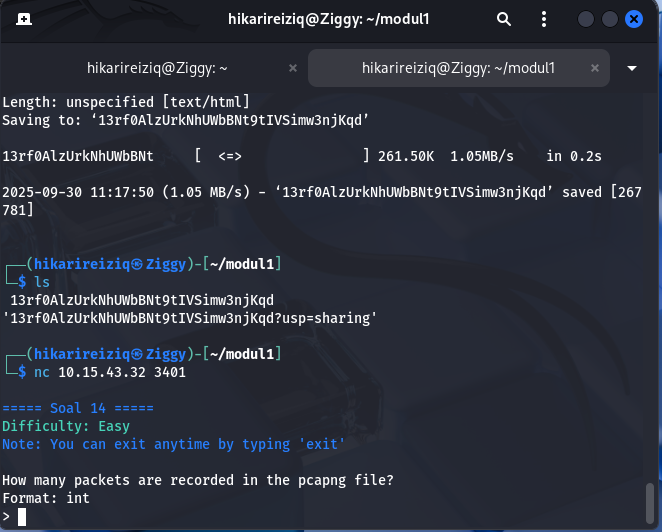 hikarireiziq@Ziggy: ~/modul1
hikarireiziq@Ziggy: ~
hikarireiziq@Ziggy: ~/modul1
Length: unspecified [text/html]
Saving to: ‘13rf0AlzUrkNhUWbBNt9tIVSimw3njKqd’
13rf0AlzUrkNhUWbBNt [ <=> ] 261.50K 1.05MB/s in 0.2s
2025-09-30 11:17:50 (1.05 MB/s) - ‘13rf0AlzUrkNhUWbBNt9tIVSimw3njKqd’ saved [267
781]
┌──(hikarireiziq㉿Ziggy)-[~/modul1]
└─$ ls
13rf0AlzUrkNhUWbBNt9tIVSimw3njKqd
'13rf0AlzUrkNhUWbBNt9tIVSimw3njKqd?usp=sharing'
┌──(hikarireiziq㉿Ziggy)-[~/modul1]
└─$ nc 10.15.43.32 3401
===== Soal 14 =====
Difficulty: Easy
Note: You can exit anytime by typing 'exit'
How many packets are recorded in the pcapng file?
Format: int
>